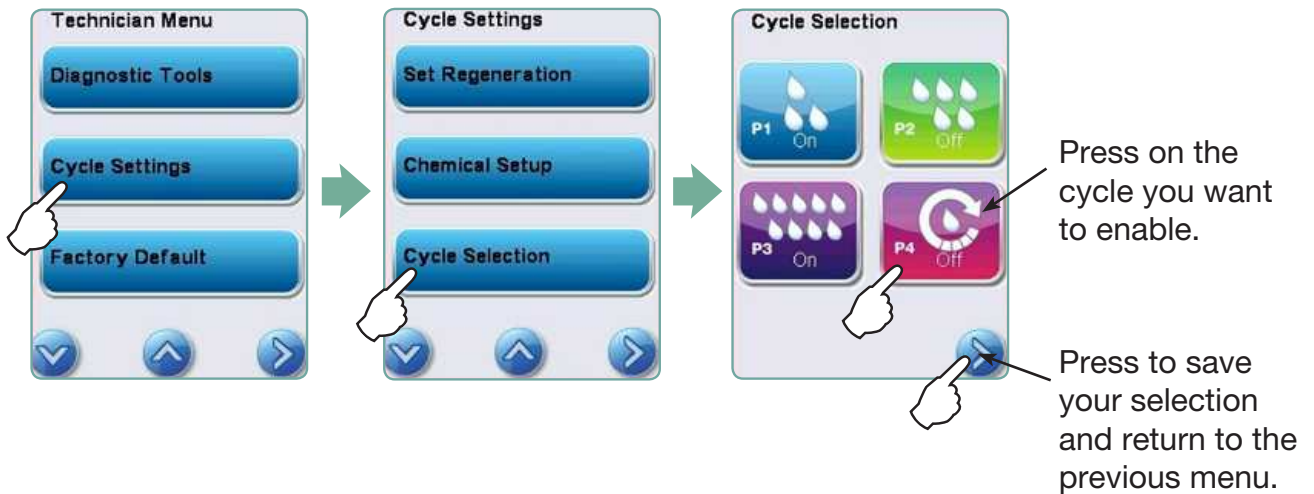 Technician Menu
Diagnostic Tools
Cycle Settings
Factory Default
Cycle Settings
Set Regeneration
Chemical Setup
Cycle Selection
Cycle Selection
P1
On
P2
Off
P3
On
P4
Off
Press on the
cycle you want
to enable.
Press to save
your selection
and return to the
previous menu.